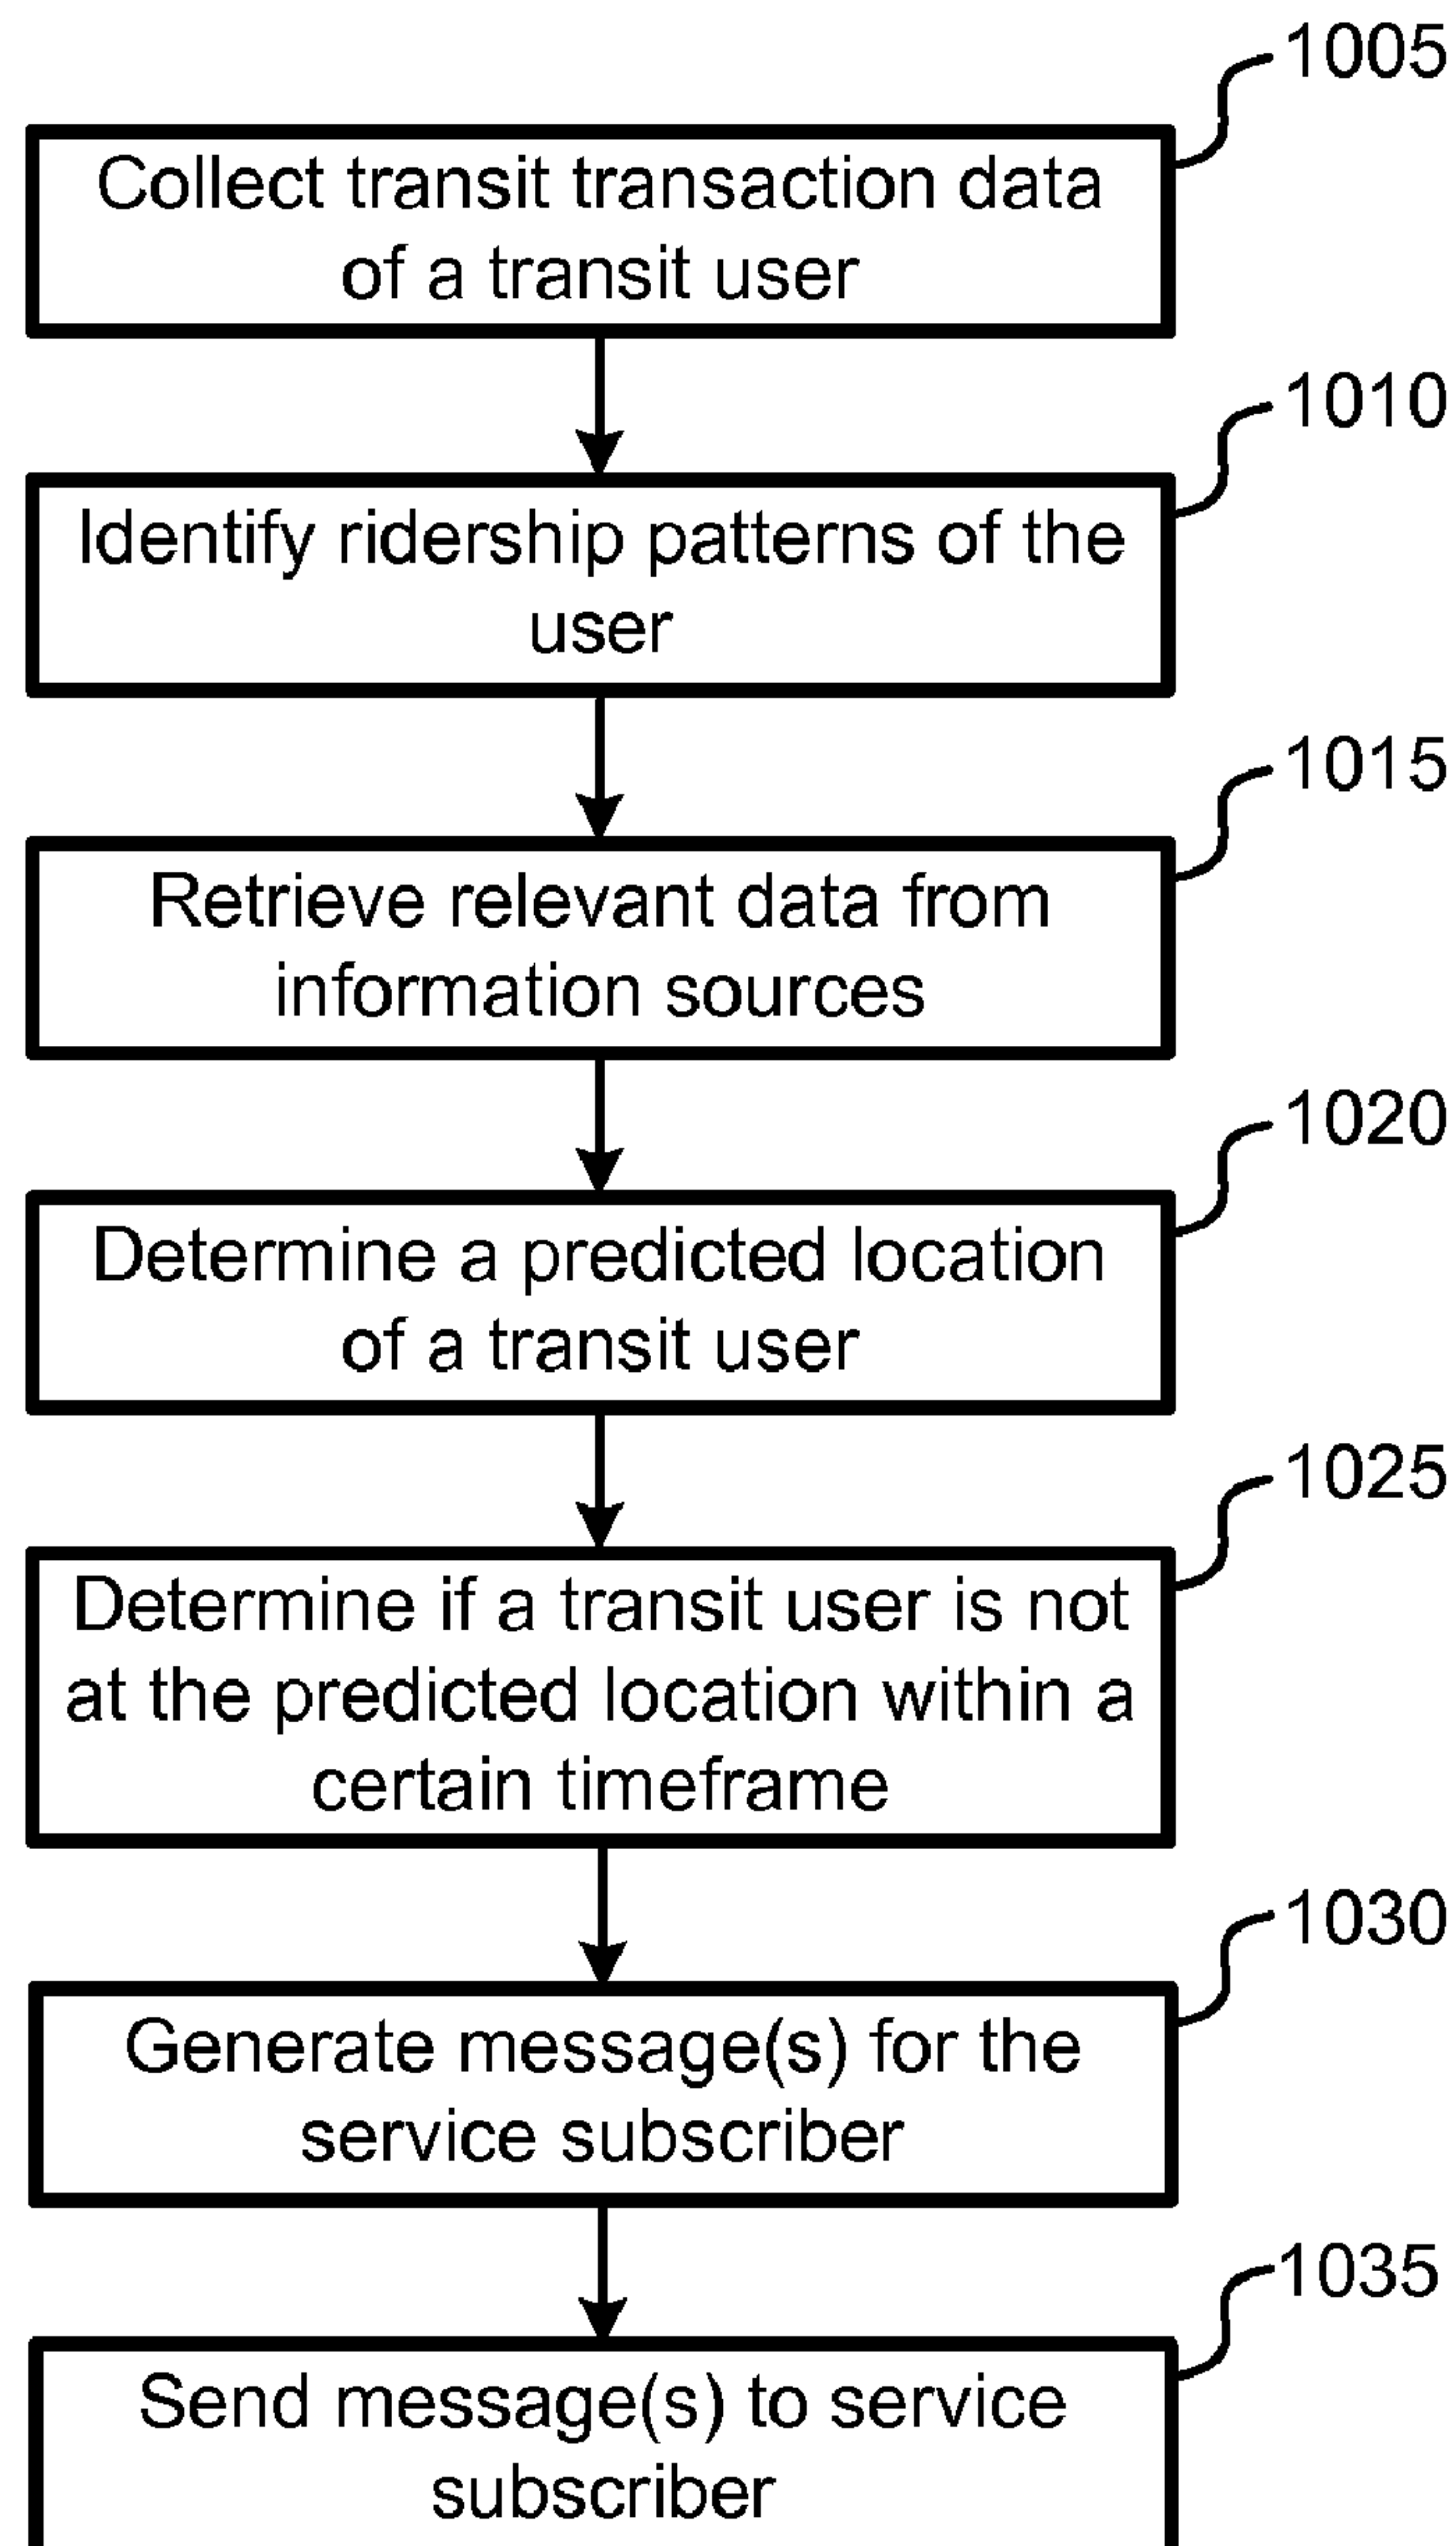 1005
Collect transit transaction data
of a transit user
1010
Identify ridership patterns of the
user
1015
Retrieve relevant data from
information sources
1020
Determine a predicted location
of a transit user
1025
Determine if a transit user is not
at the predicted location within a
certain timeframe
1030
Generate message(s) for the
service subscriber
1035
Send message(s) to service
subscriber